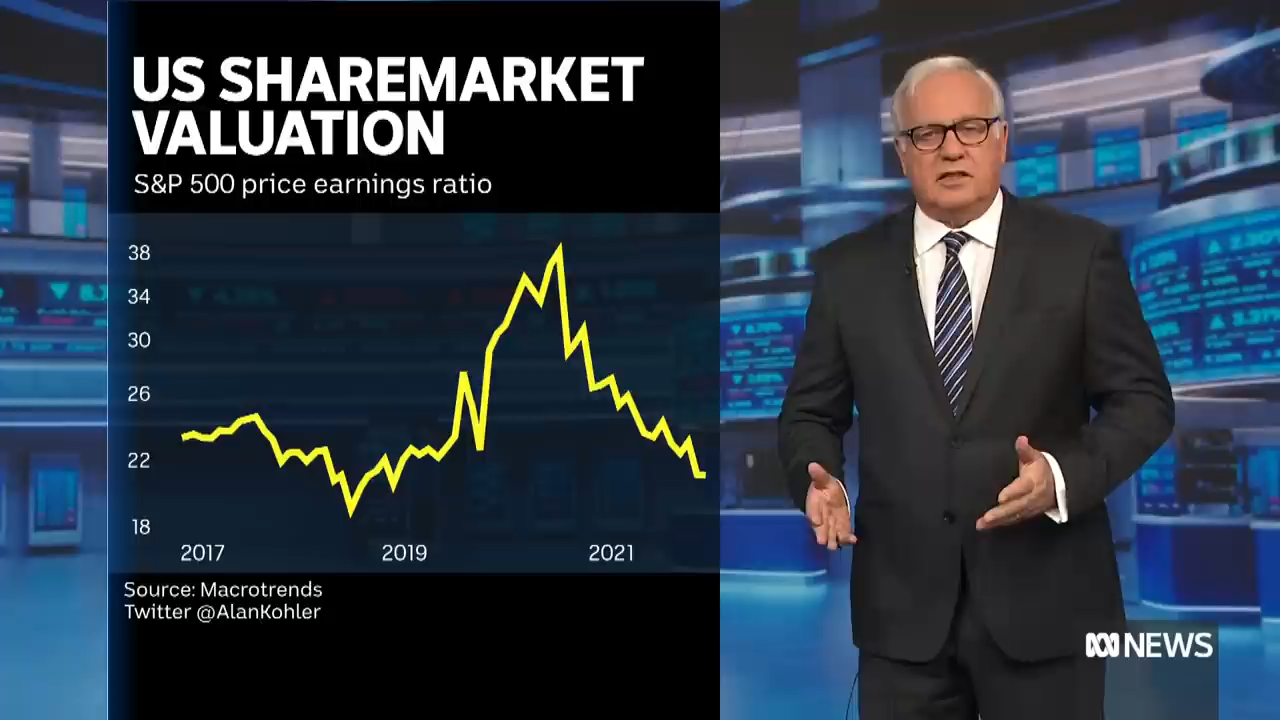 US SHAREMARKET
VALUATION
S&P 500 price earnings ratio
38
34
30
26
22
18
2017 2019 2021
Source: Macrotrends
Twitter @AlanKohler
NEWS